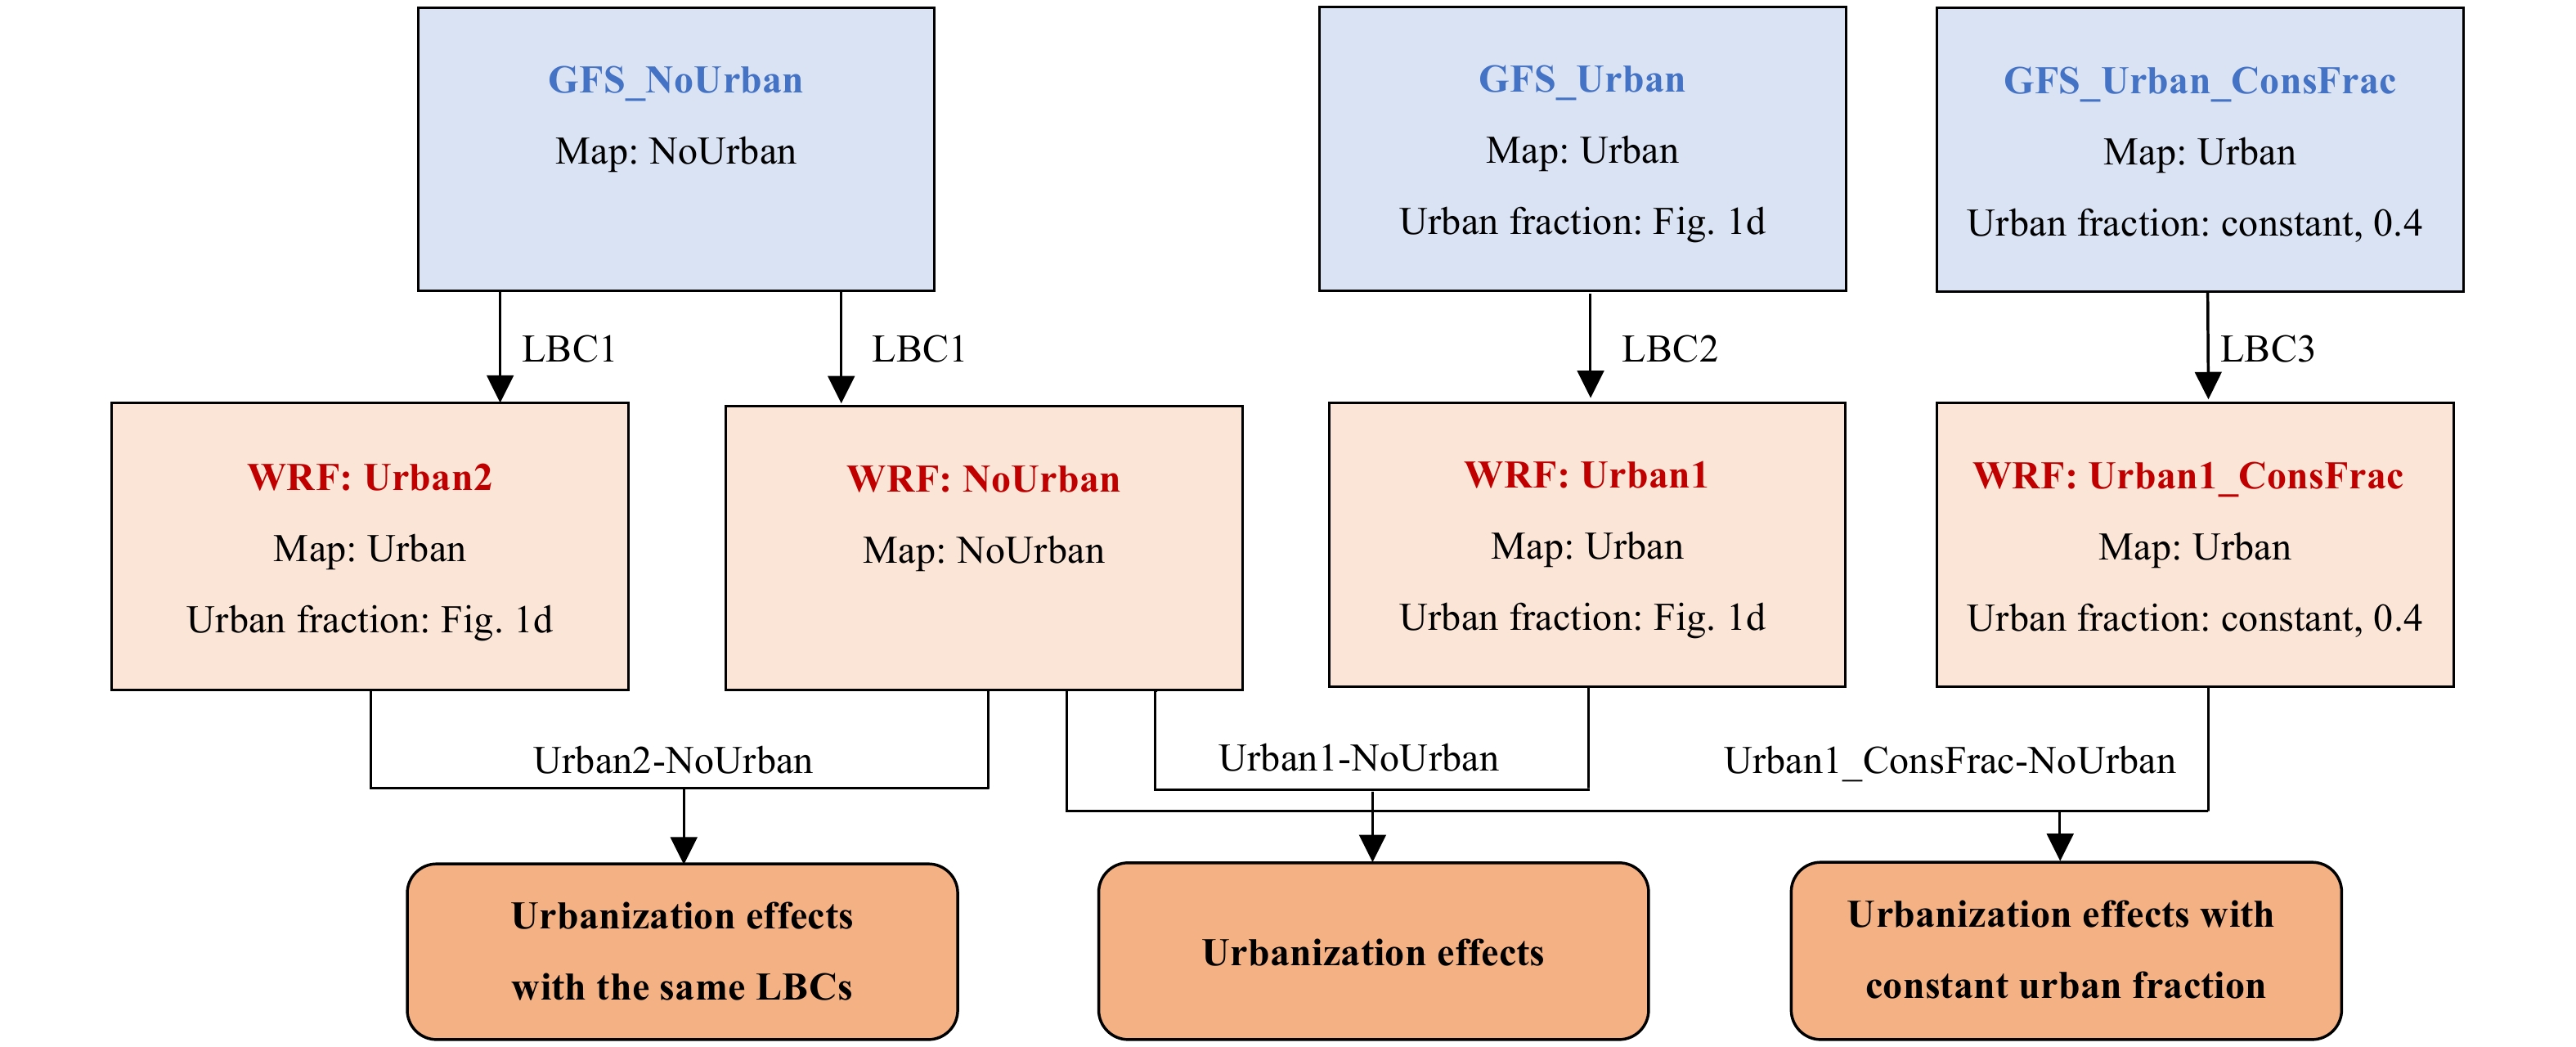 GFS_NoUrban
Map: NoUrban
GFS_Urban
Map: Urban
Urban fraction: Fig. 1d
GFS_Urban_ConsFrac
Map: Urban
Urban fraction: constant, 0.4
LBC1
LBC1
LBC2
LBC3
WRF: Urban2
Map: Urban
Urban fraction: Fig. 1d
WRF: NoUrban
Map: NoUrban
WRF: Urban1
Map: Urban
Urban fraction: Fig. 1d
WRF: Urban1_ConsFrac
Map: Urban
Urban fraction: constant, 0.4
Urban2-NoUrban
Urban1-NoUrban
Urban1_ConsFrac-NoUrban
Urbanization effects
with the same LBCs
Urbanization effects
Urbanization effects with
constant urban fraction